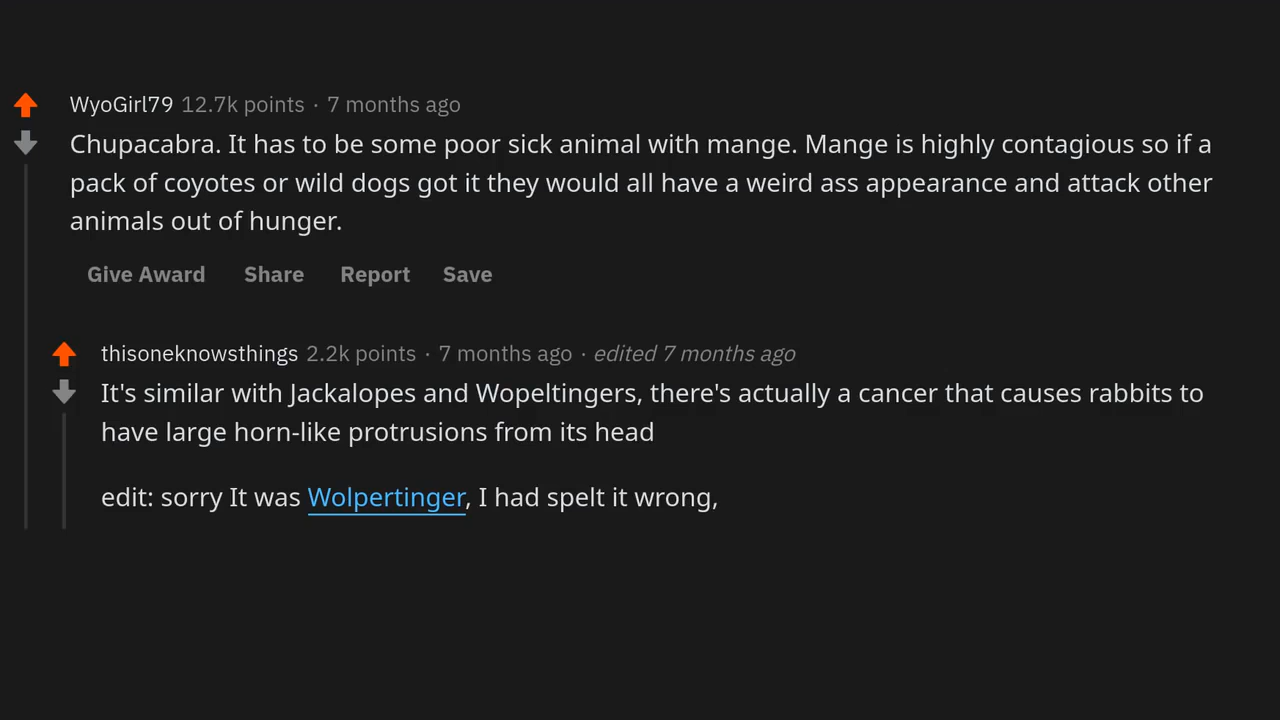 WyoGirl79 12.7k points · 7 months ago
Chupacabra. It has to be some poor sick animal with mange. Mange is highly contagious so if a
pack of coyotes or wild dogs got it they would all have a weird ass appearance and attack other
animals out of hunger.
Give Award Share Report Save
thisoneknowsthings 2.2k points · 7 months ago · edited 7 months ago
It's similar with Jackalopes and Wopeltingers, there's actually a cancer that causes rabbits to
have large horn-like protrusions from its head
edit: sorry It was Wolpertinger, I had spelt it wrong,